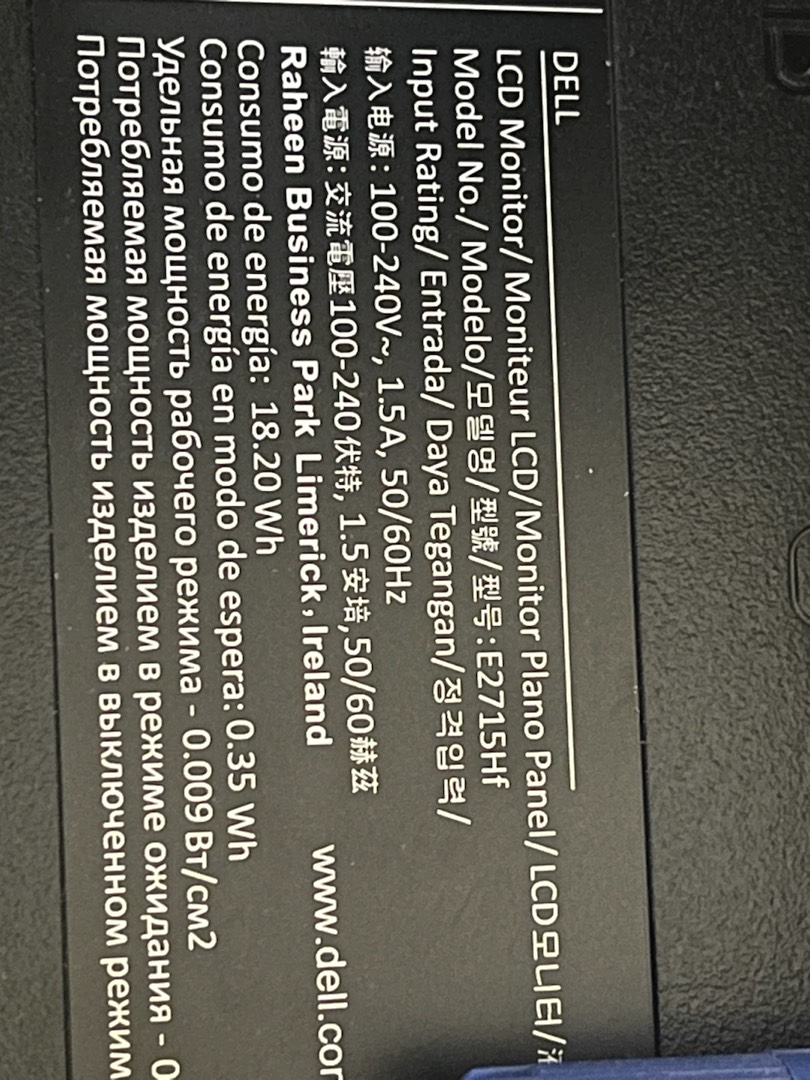 DELL
LCD Monitor/ Moniteur LCD/Monitor Plano Panel/ LCD모니터/
Model No./ Modelo/모델명/型號/型号:E2715Hf
Input Rating/ Entrada/ Daya Tegangan/정격입력/
输入电源: 100-240V~, 1.5A, 50/60Hz
輸入電源: 交流電壓100-240伏特, 1.5安培,50/60赫茲
Raheen Business Park Limerick, Ireland www.dell.com
Consumo de energía: 18.20 Wh
Consumo de energía en modo de espera: 0.35 Wh
Удельная мощность рабочего режима - 0.009 Вт/см2
Потребляемая мощность изделием в режиме ожидания - 0
Потребляемая мощность изделием в выключенном режим